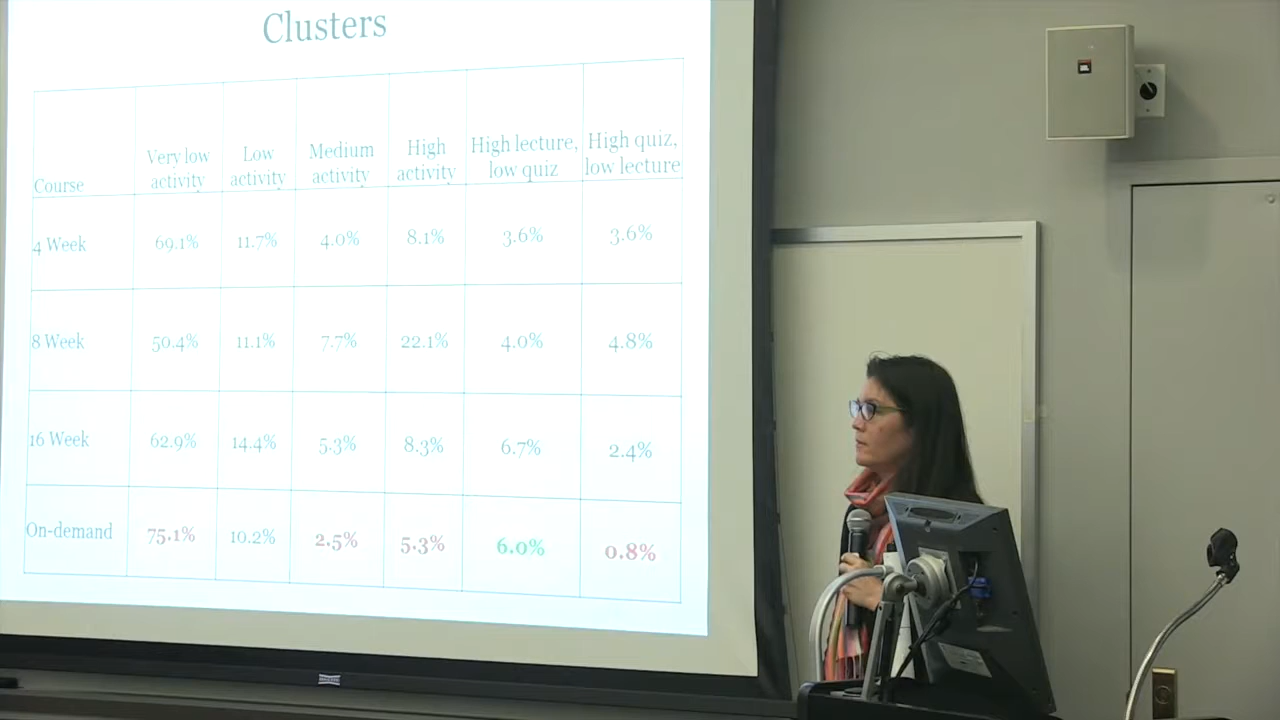 Clusters
Course
Very low
activity
Low
activity
Medium
activity
High
activity
High lecture,
low quiz
High quiz,
low lecture
4 Week 69.1% 11.7% 4.0% 8.1% 3.6% 3.6%
8 Week 50.4% 11.1% 7.7% 22.1% 4.0% 4.8%
16 Week 62.9% 14.4% 5.3% 8.3% 6.7% 2.4%
On-demand 75.1% 10.2% 2.5% 5.3% 6.0% 0.8%
JBL